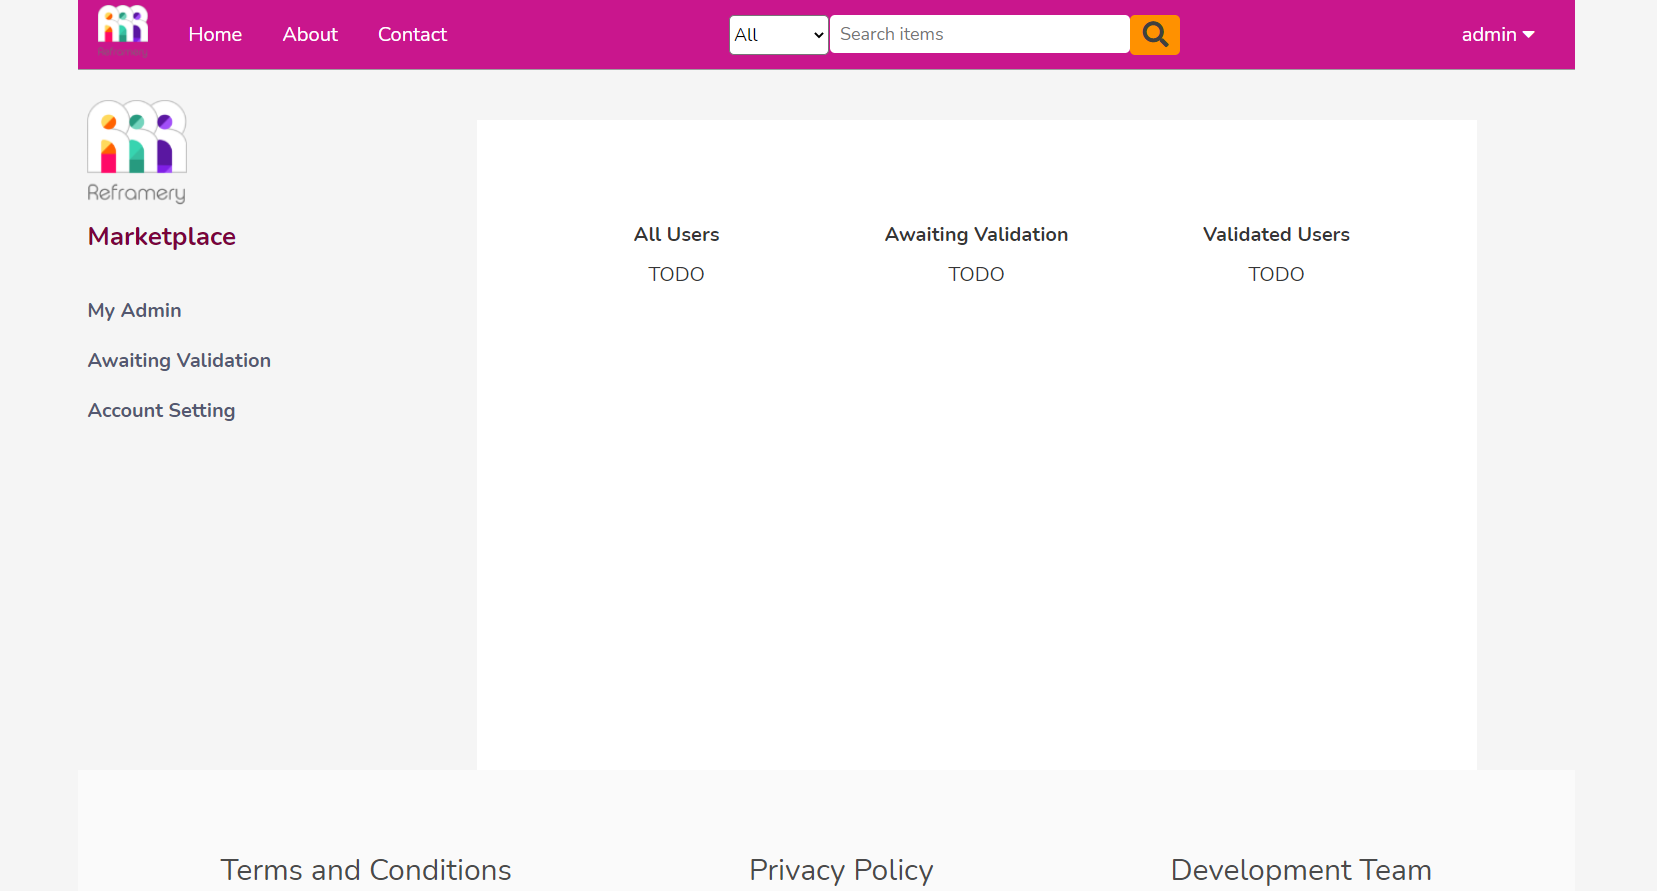 Reframery
Home About Contact All Search items admin
Reframery
Marketplace
My Admin
Awaiting Validation
Account Setting
All Users Awaiting Validation Validated Users
TODO TODO TODO
Terms and Conditions Privacy Policy Development Team